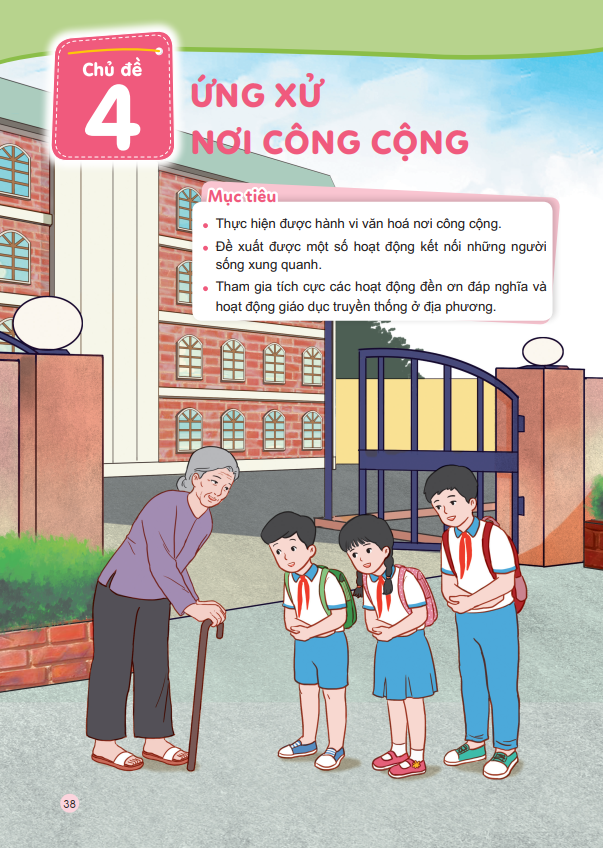 Chủ đề
4
ỨNG XỬ
NƠI CÔNG CỘNG
Mục tiêu
• Thực hiện được hành vi văn hoá nơi công cộng.
• Đề xuất được một số hoạt động kết nối những người
sống xung quanh.
• Tham gia tích cực các hoạt động đền ơn đáp nghĩa và
hoạt động giáo dục truyền thống ở địa phương.
38